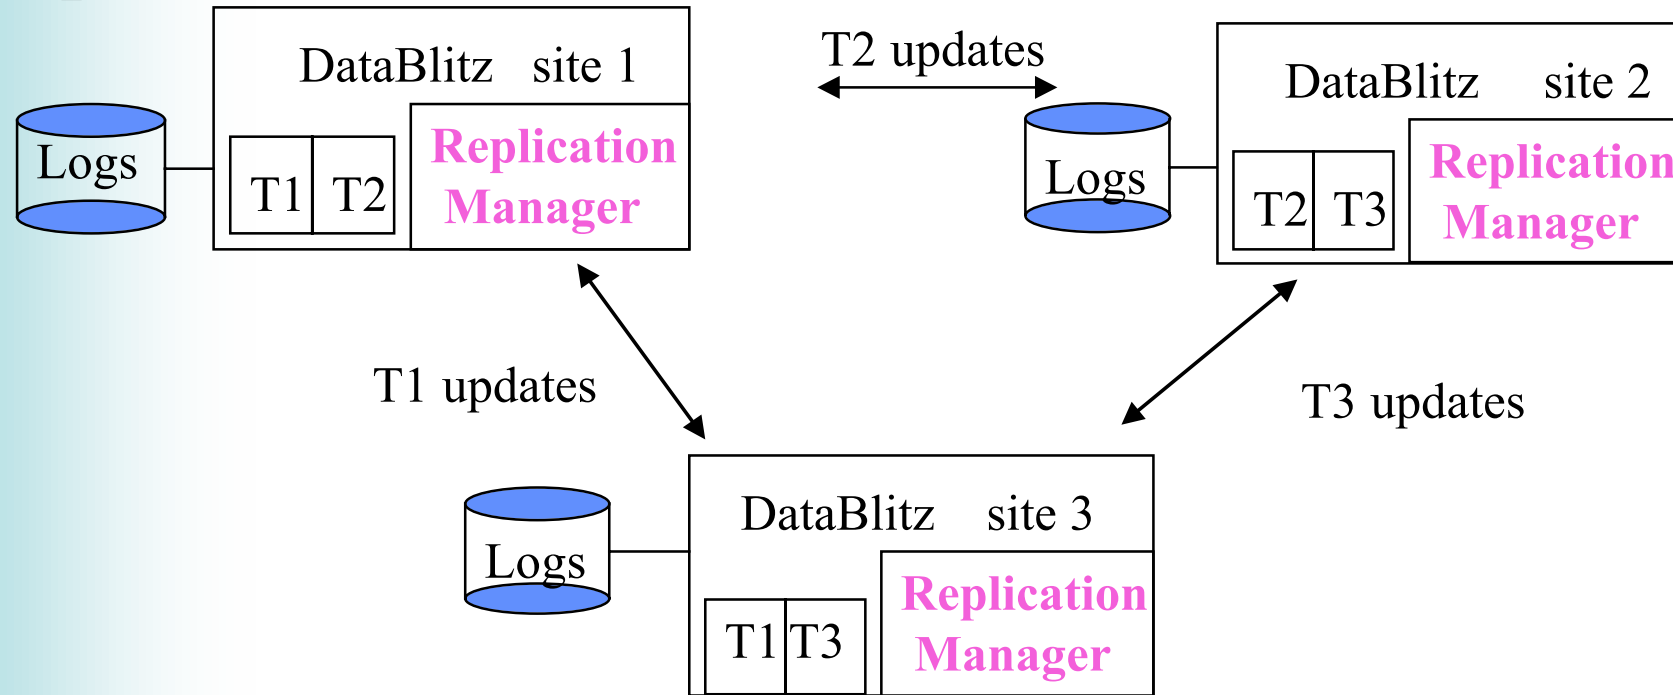 DataBlitz site 1
Logs
T1 T2
Replication
Manager
T2 updates
DataBlitz site 2
Logs
T2 T3
Replication
Manager
T1 updates
T3 updates
DataBlitz site 3
Logs
T1 T3
Replication
Manager